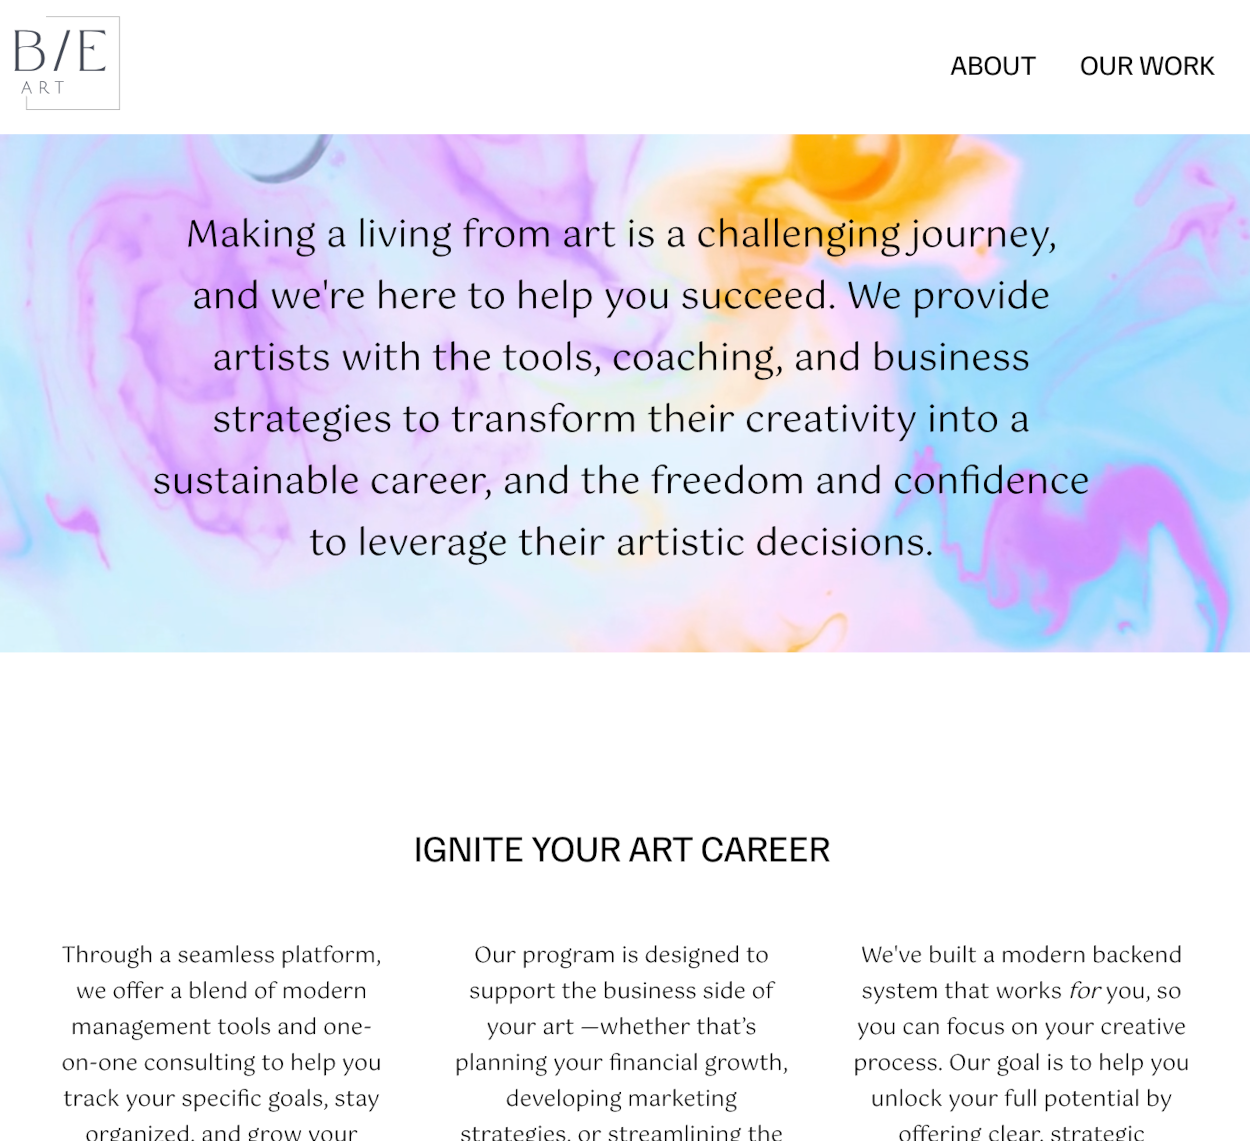 B/E
ART
ABOUT OUR WORK
Making a living from art is a challenging journey,
and we're here to help you succeed. We provide
artists with the tools, coaching, and business
strategies to transform their creativity into a
sustainable career, and the freedom and confidence
to leverage their artistic decisions.
IGNITE YOUR ART CAREER
Through a seamless platform,
we offer a blend of modern
management tools and one-
on-one consulting to help you
track your specific goals, stay
organized, and grow your
Our program is designed to
support the business side of
your art —whether that’s
planning your financial growth,
developing marketing
strategies, or streamlining the
We've built a modern backend
system that works for you, so
you can focus on your creative
process. Our goal is to help you
unlock your full potential by
offering clear, strategic